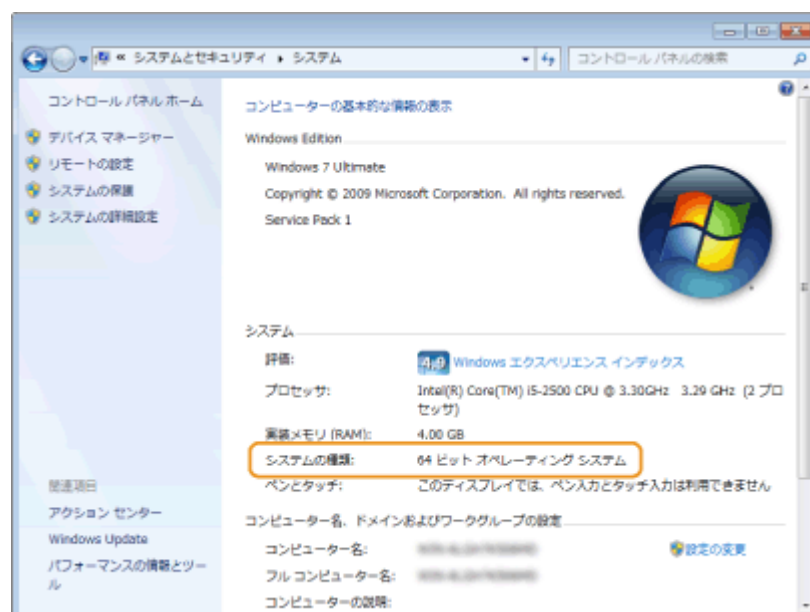 « システムとセキュリティ ▸ システム
コントロール パネルの検索
コントロール パネル ホーム
デバイス マネージャー
リモートの設定
システムの保護
システムの詳細設定
関連項目
アクション センター
Windows Update
パフォーマンスの情報とツー
ル
コンピューターの基本的な情報の表示
Windows Edition
Windows 7 Ultimate
Copyright © 2009 Microsoft Corporation. All rights reserved.
Service Pack 1
システム
評価: 4.9 Windows エクスペリエンス インデックス
プロセッサ: Intel(R) Core(TM) i5-2500 CPU @ 3.30GHz 3.29 GHz (2 プロ
セッサ)
実装メモリ (RAM): 4.00 GB
システムの種類: 64 ビット オペレーティング システム
ペンとタッチ: このディスプレイでは、ペン入力とタッチ入力は利用できません
コンピューター名、ドメインおよびワークグループの設定
コンピューター名: 設定の変更
フル コンピューター名:
コンピューターの説明: